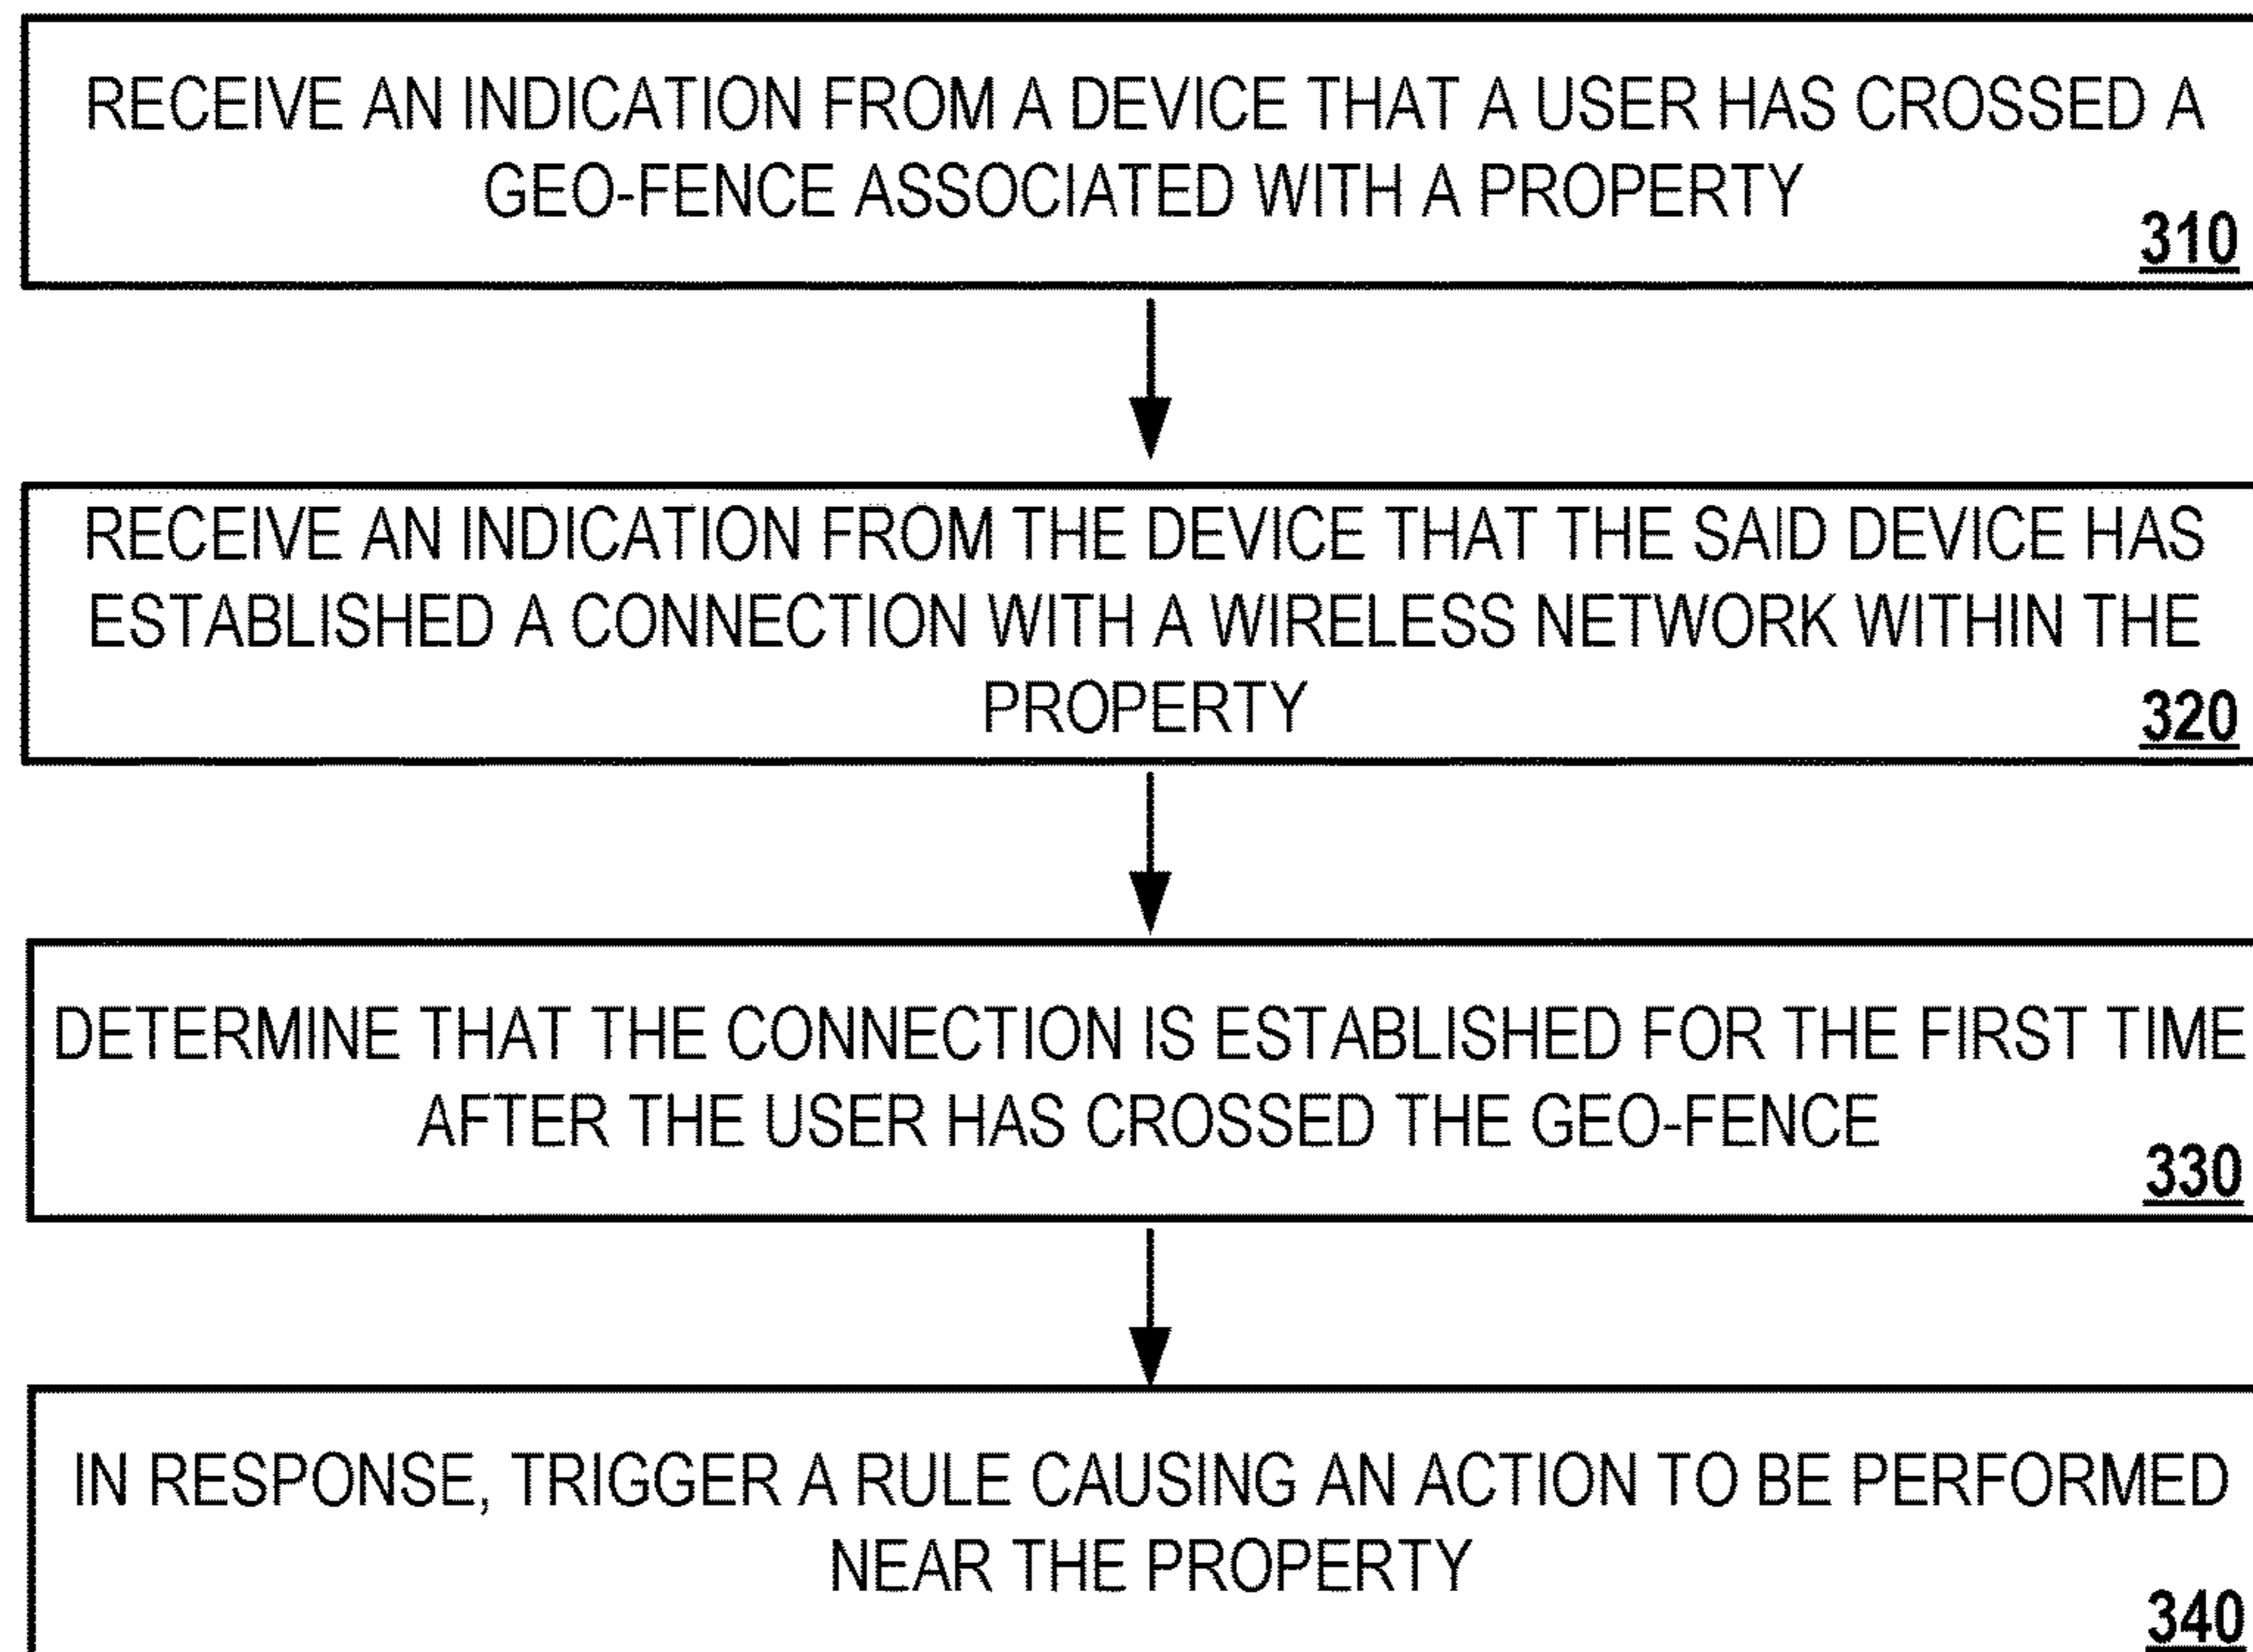 RECEIVE AN INDICATION FROM A DEVICE THAT A USER HAS CROSSED A
GEO-FENCE ASSOCIATED WITH A PROPERTY
310
RECEIVE AN INDICATION FROM THE DEVICE THAT THE SAID DEVICE HAS
ESTABLISHED A CONNECTION WITH A WIRELESS NETWORK WITHIN THE
PROPERTY
320
DETERMINE THAT THE CONNECTION IS ESTABLISHED FOR THE FIRST TIME
AFTER THE USER HAS CROSSED THE GEO-FENCE
330
IN RESPONSE, TRIGGER A RULE CAUSING AN ACTION TO BE PERFORMED
NEAR THE PROPERTY
340